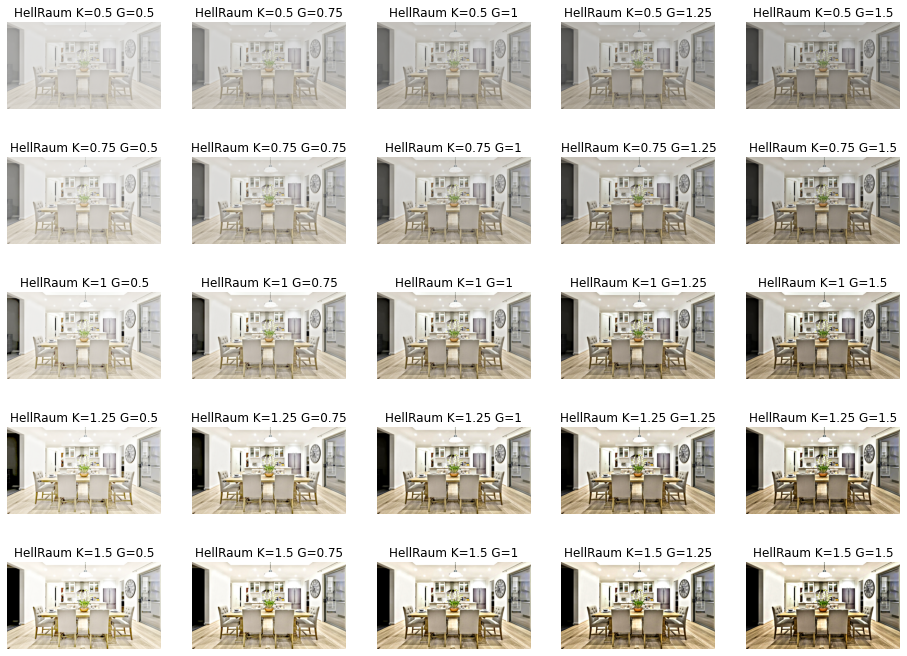 HellRaum K=0.5 G=0.5
HellRaum K=0.5 G=0.75
HellRaum K=0.5 G=1
HellRaum K=0.5 G=1.25
HellRaum K=0.5 G=1.5
HellRaum K=0.75 G=0.5
HellRaum K=0.75 G=0.75
HellRaum K=0.75 G=1
HellRaum K=0.75 G=1.25
HellRaum K=0.75 G=1.5
HellRaum K=1 G=0.5
HellRaum K=1 G=0.75
HellRaum K=1 G=1
HellRaum K=1 G=1.25
HellRaum K=1 G=1.5
HellRaum K=1.25 G=0.5
HellRaum K=1.25 G=0.75
HellRaum K=1.25 G=1
HellRaum K=1.25 G=1.25
HellRaum K=1.25 G=1.5
HellRaum K=1.5 G=0.5
HellRaum K=1.5 G=0.75
HellRaum K=1.5 G=1
HellRaum K=1.5 G=1.25
HellRaum K=1.5 G=1.5